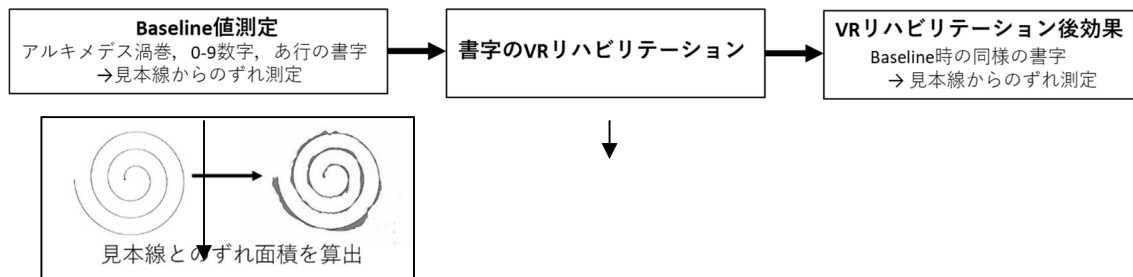 Baseline値測定
アルキメデス渦巻，0-9数字，あ行の書字
→見本線からのずれ測定
書字のVRリハビリテーション
VRリハビリテーション後効果
Baseline時の同様の書字
→ 見本線からのずれ測定
見本線とのずれ面積を算出